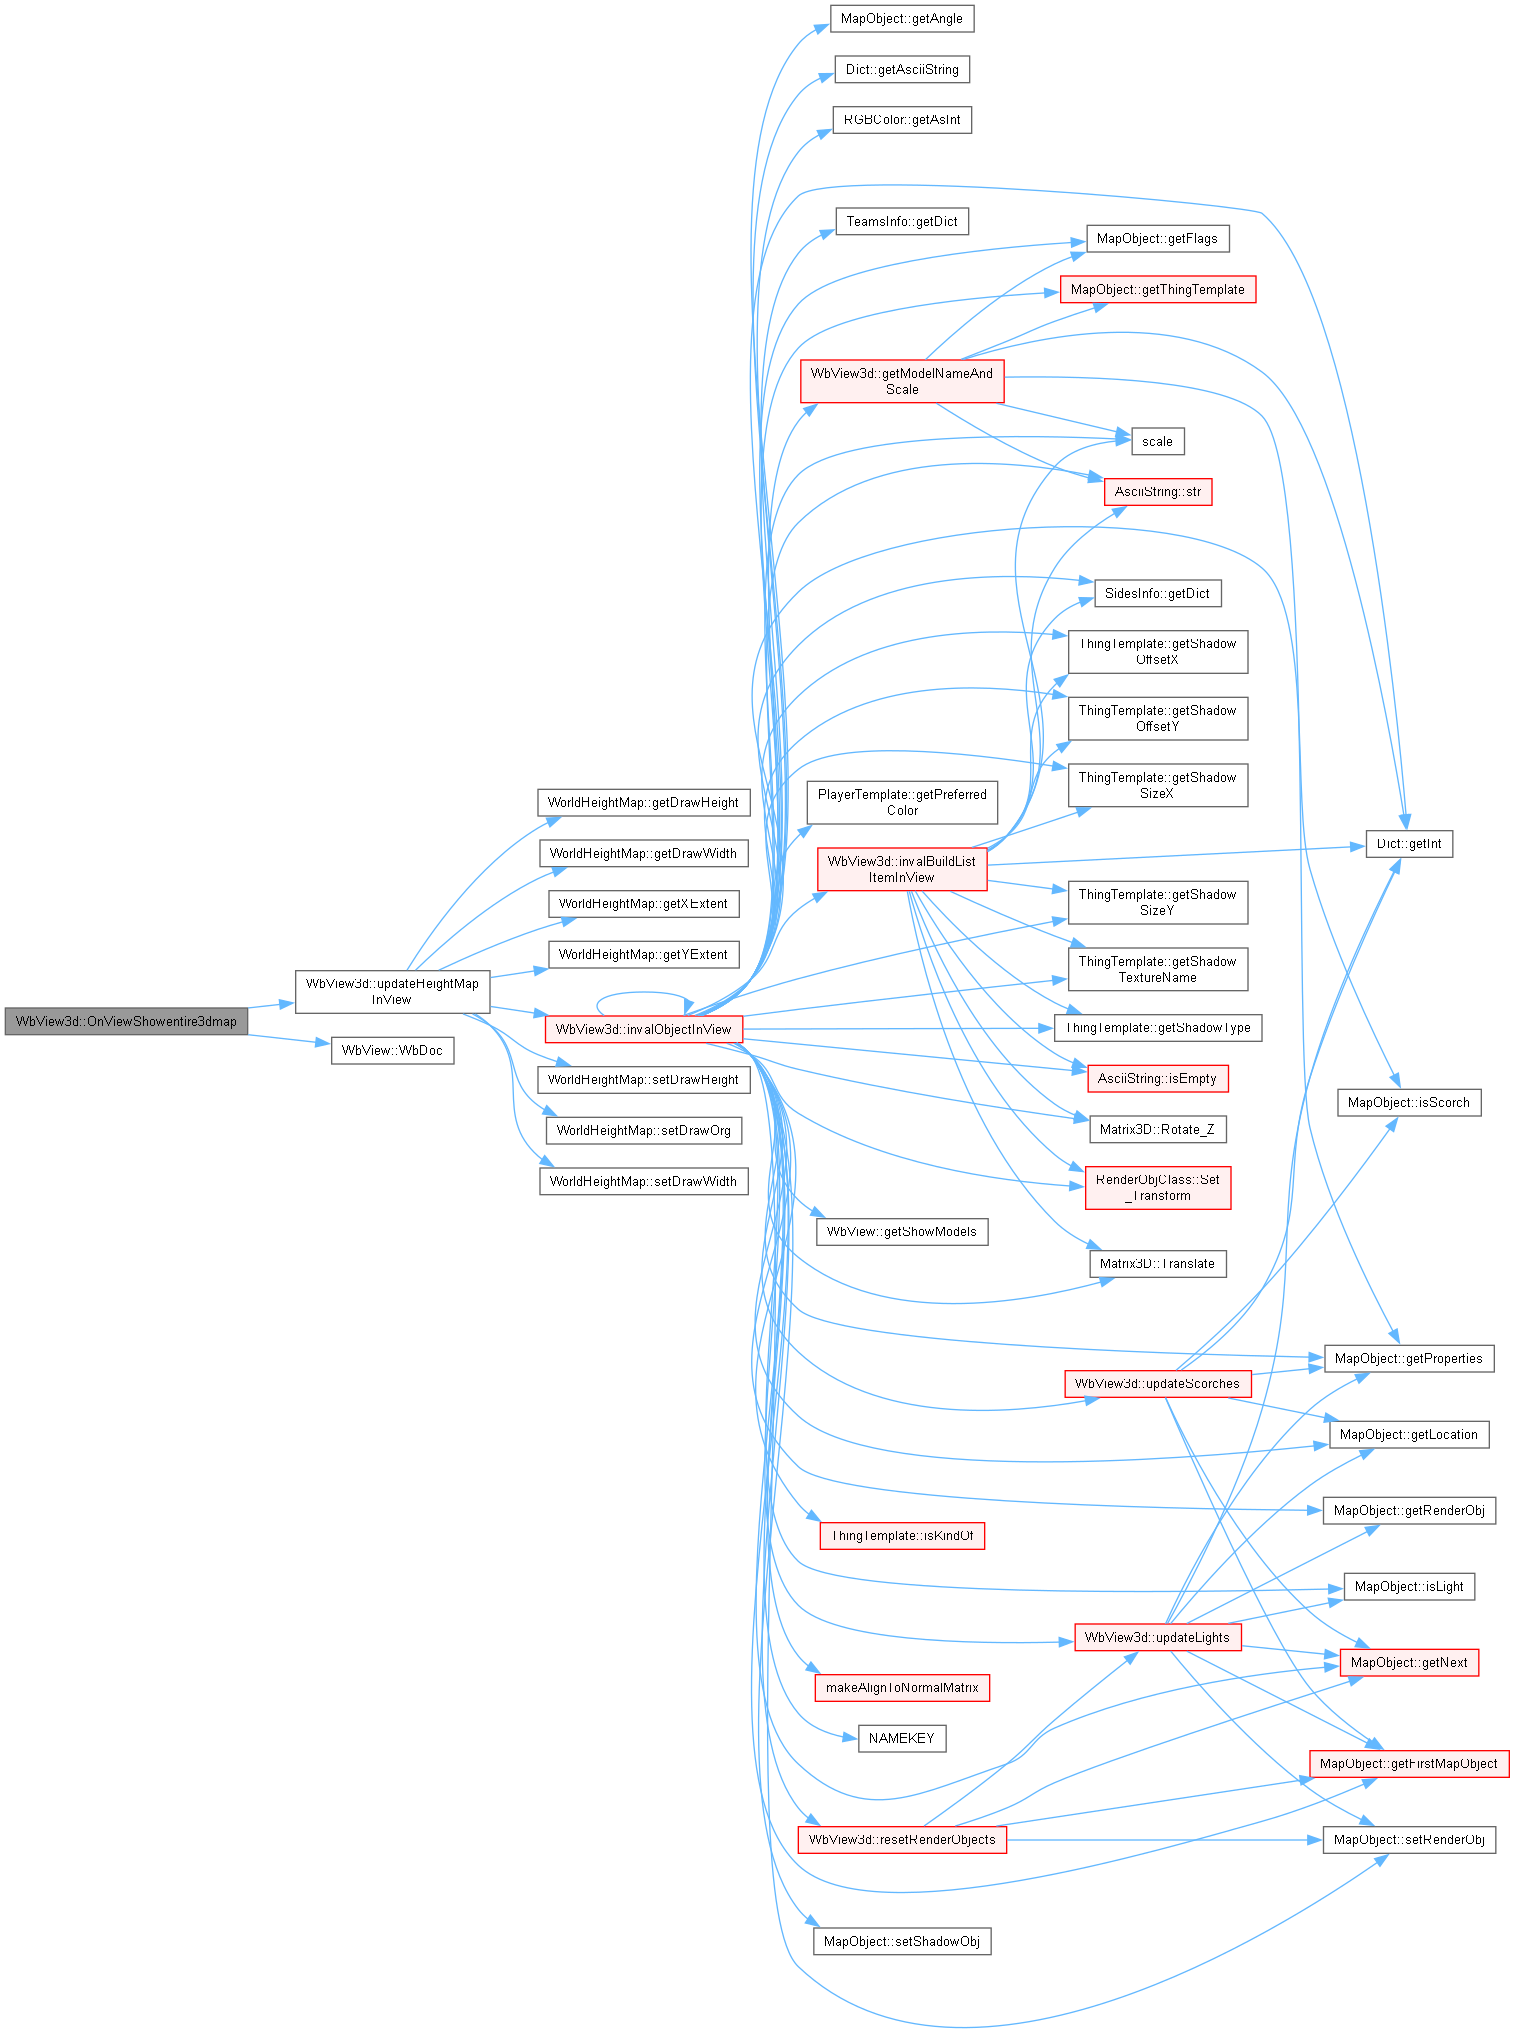 MapObject::getAngle
Dict::getAsciiString
RGBColor::getAsInt
TeamsInfo::getDict
MapObject::getFlags
MapObject::getThingTemplate
WbView3d::getModelNameAnd
Scale
scale
AsciiString::str
SidesInfo::getDict
ThingTemplate::getShadow
OffsetX
ThingTemplate::getShadow
OffsetY
ThingTemplate::getShadow
SizeX
PlayerTemplate::getPreferred
Color
WorldHeightMap::getDrawHeight
Dict::getInt
WorldHeightMap::getDrawWidth
WbView3d::invalBuildList
ItemInView
ThingTemplate::getShadow
SizeY
WorldHeightMap::getXExtent
WorldHeightMap::getYExtent
ThingTemplate::getShadow
TextureName
WbView3d::updateHeightMap
InView
WbView3d::OnViewShowentire3dmap
WbView3d::invalObjectInView
ThingTemplate::getShadowType
WbView::WbDoc
WorldHeightMap::setDrawHeight
AsciiString::isEmpty
MapObject::isScorch
WorldHeightMap::setDrawOrg
Matrix3D::Rotate_Z
WorldHeightMap::setDrawWidth
RenderObjClass::Set
_Transform
WbView::getShowModels
Matrix3D::Translate
MapObject::getProperties
WbView3d::updateScorches
MapObject::getLocation
MapObject::getRenderObj
ThingTemplate::isKindOf
MapObject::isLight
WbView3d::updateLights
MapObject::getNext
makeAlignToNormalMatrix
NAMEKEY
MapObject::getFirstMapObject
WbView3d::resetRenderObjects
MapObject::setRenderObj
MapObject::setShadowObj